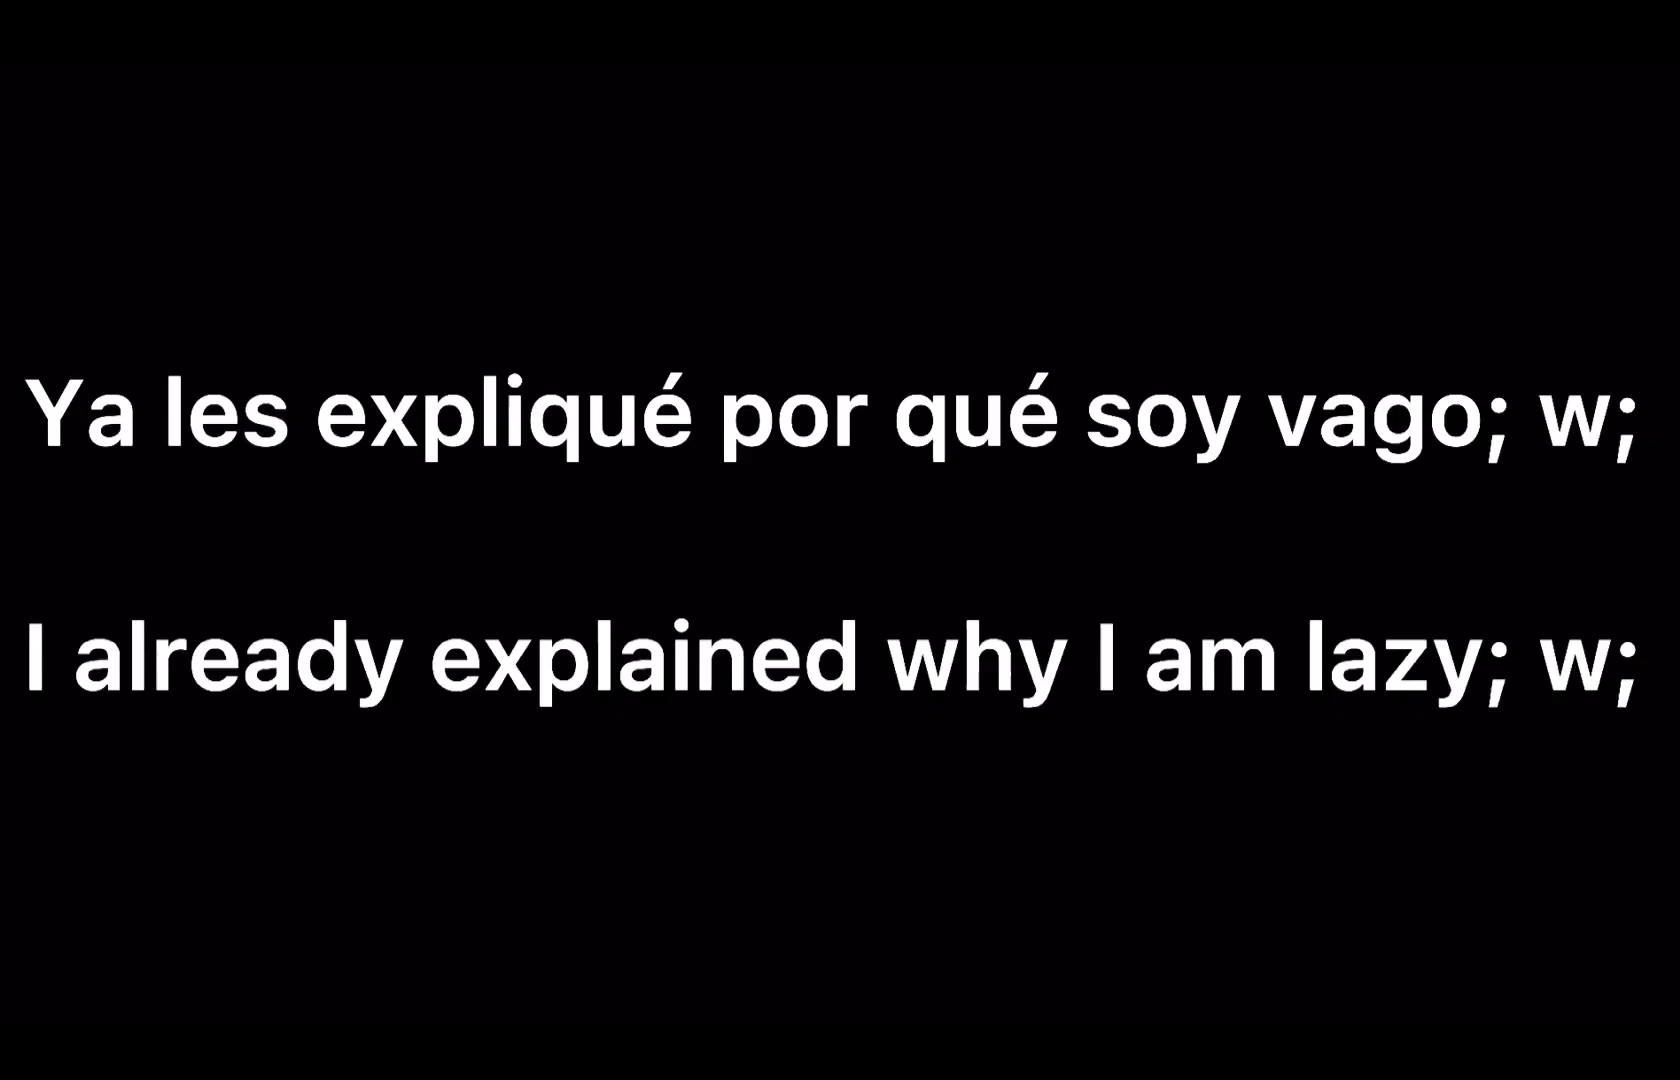 Ya les expliqué por qué soy vago; w;
I already explained why I am lazy; w;